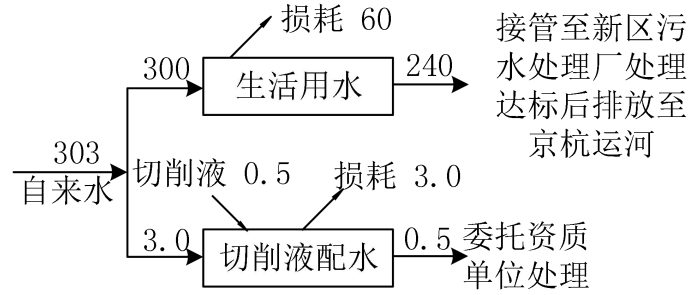 损耗 60
接管至新区污
水处理厂处理
达标后排放至
京杭运河
300
生活用水
240
303
自来水
切削液 0.5
损耗 3.0
3.0
切削液配水
0.5
委托资质
单位处理